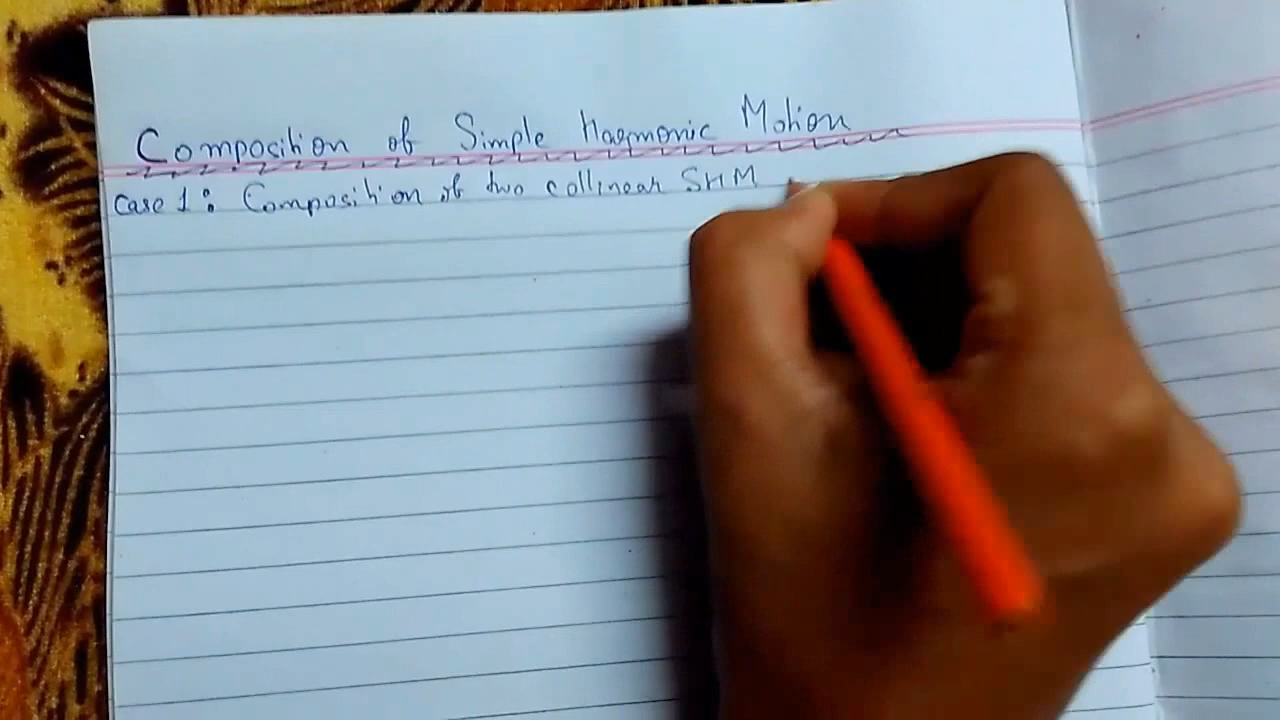 Composition of Simple Harmonic Motion
Case 1: Composition of two collinear SHM